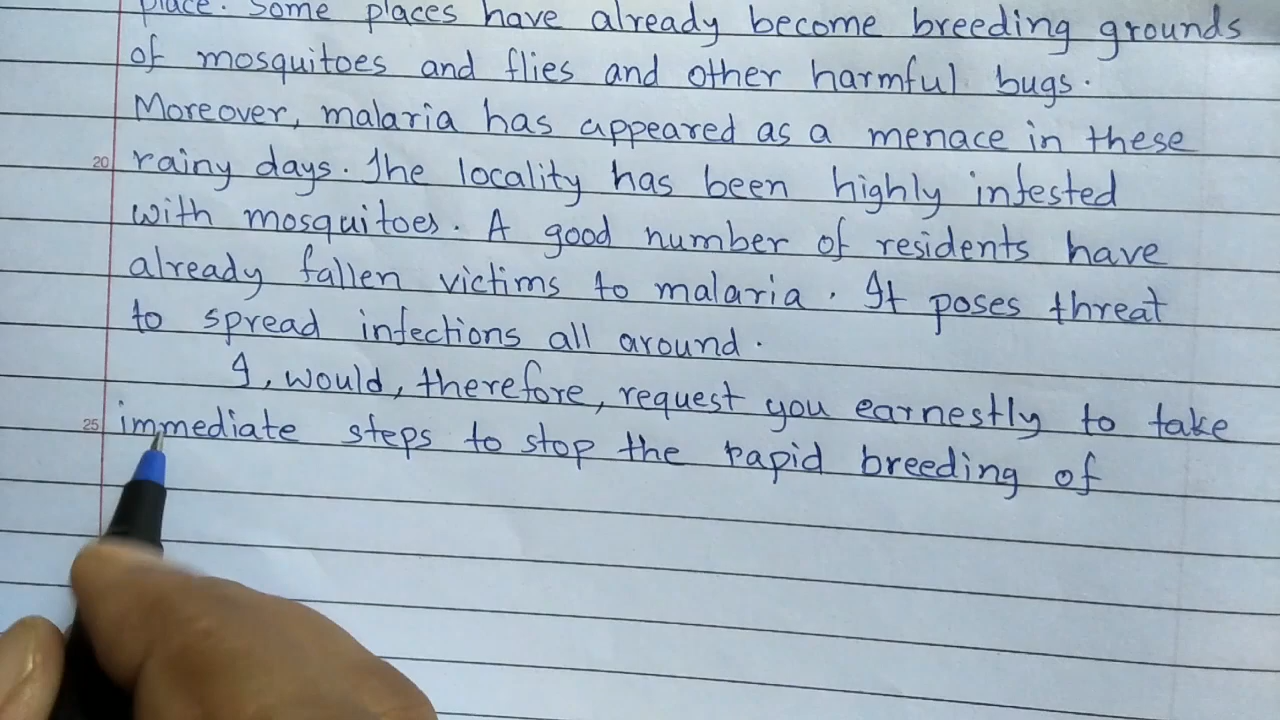 place. Some places have already become breeding grounds
of mosquitoes and flies and other harmful bugs.
Moreover, malaria has appeared as a menace in these
20 rainy days. The locality has been highly infested
with mosquitoes. A good number of residents have
already fallen victims to malaria. It poses threat
to spread infections all around.
I, would, therefore, request you earnestly to take
25 immediate steps to stop the rapid breeding of